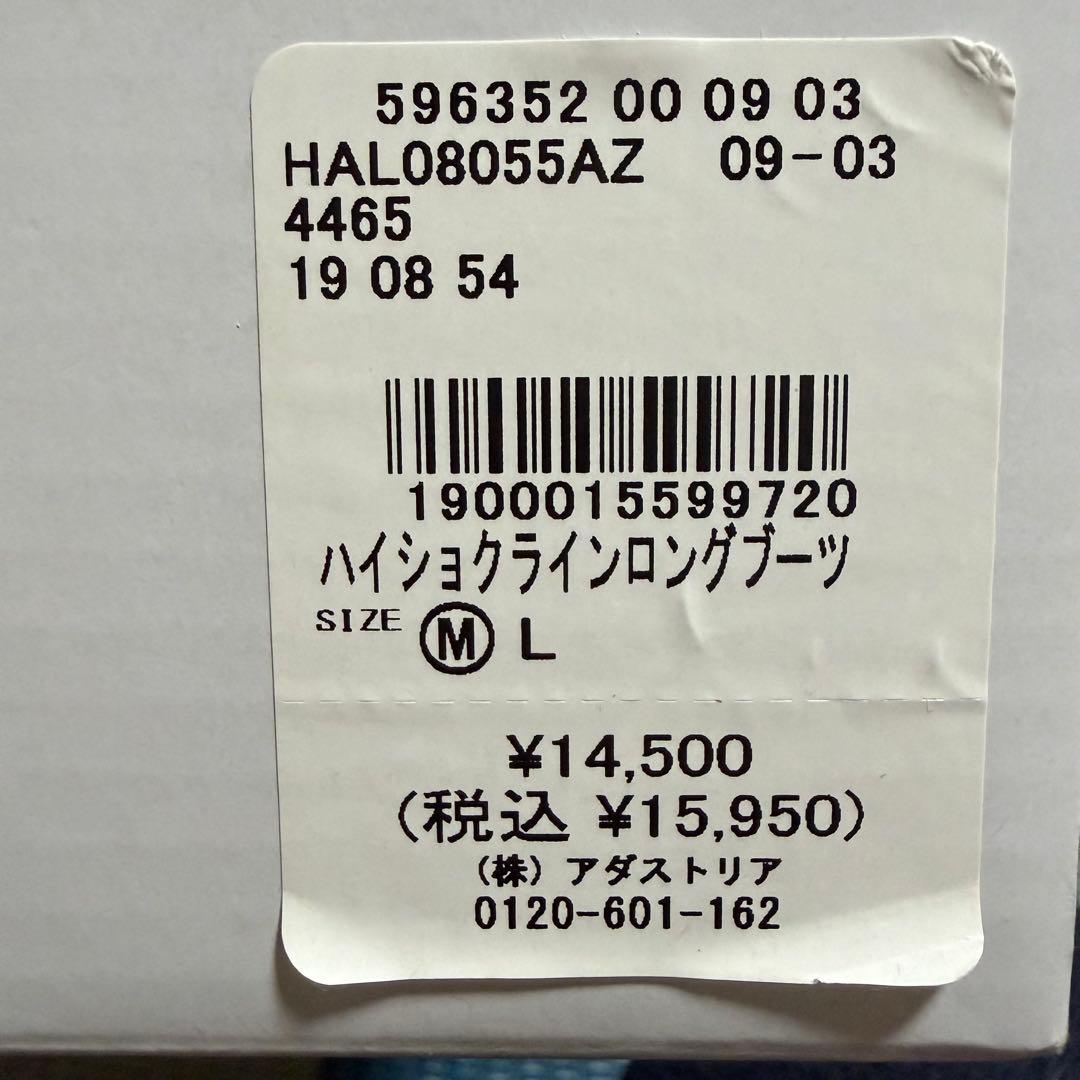 596352 00 09 03
HAL08055AZ 09-03
4465
19 08 54
1900015599720
ハイショクラインロングブーツ
SIZE Ⓜ L
¥14,500
(税込 ¥15,950)
(株) アダストリア
0120-601-162